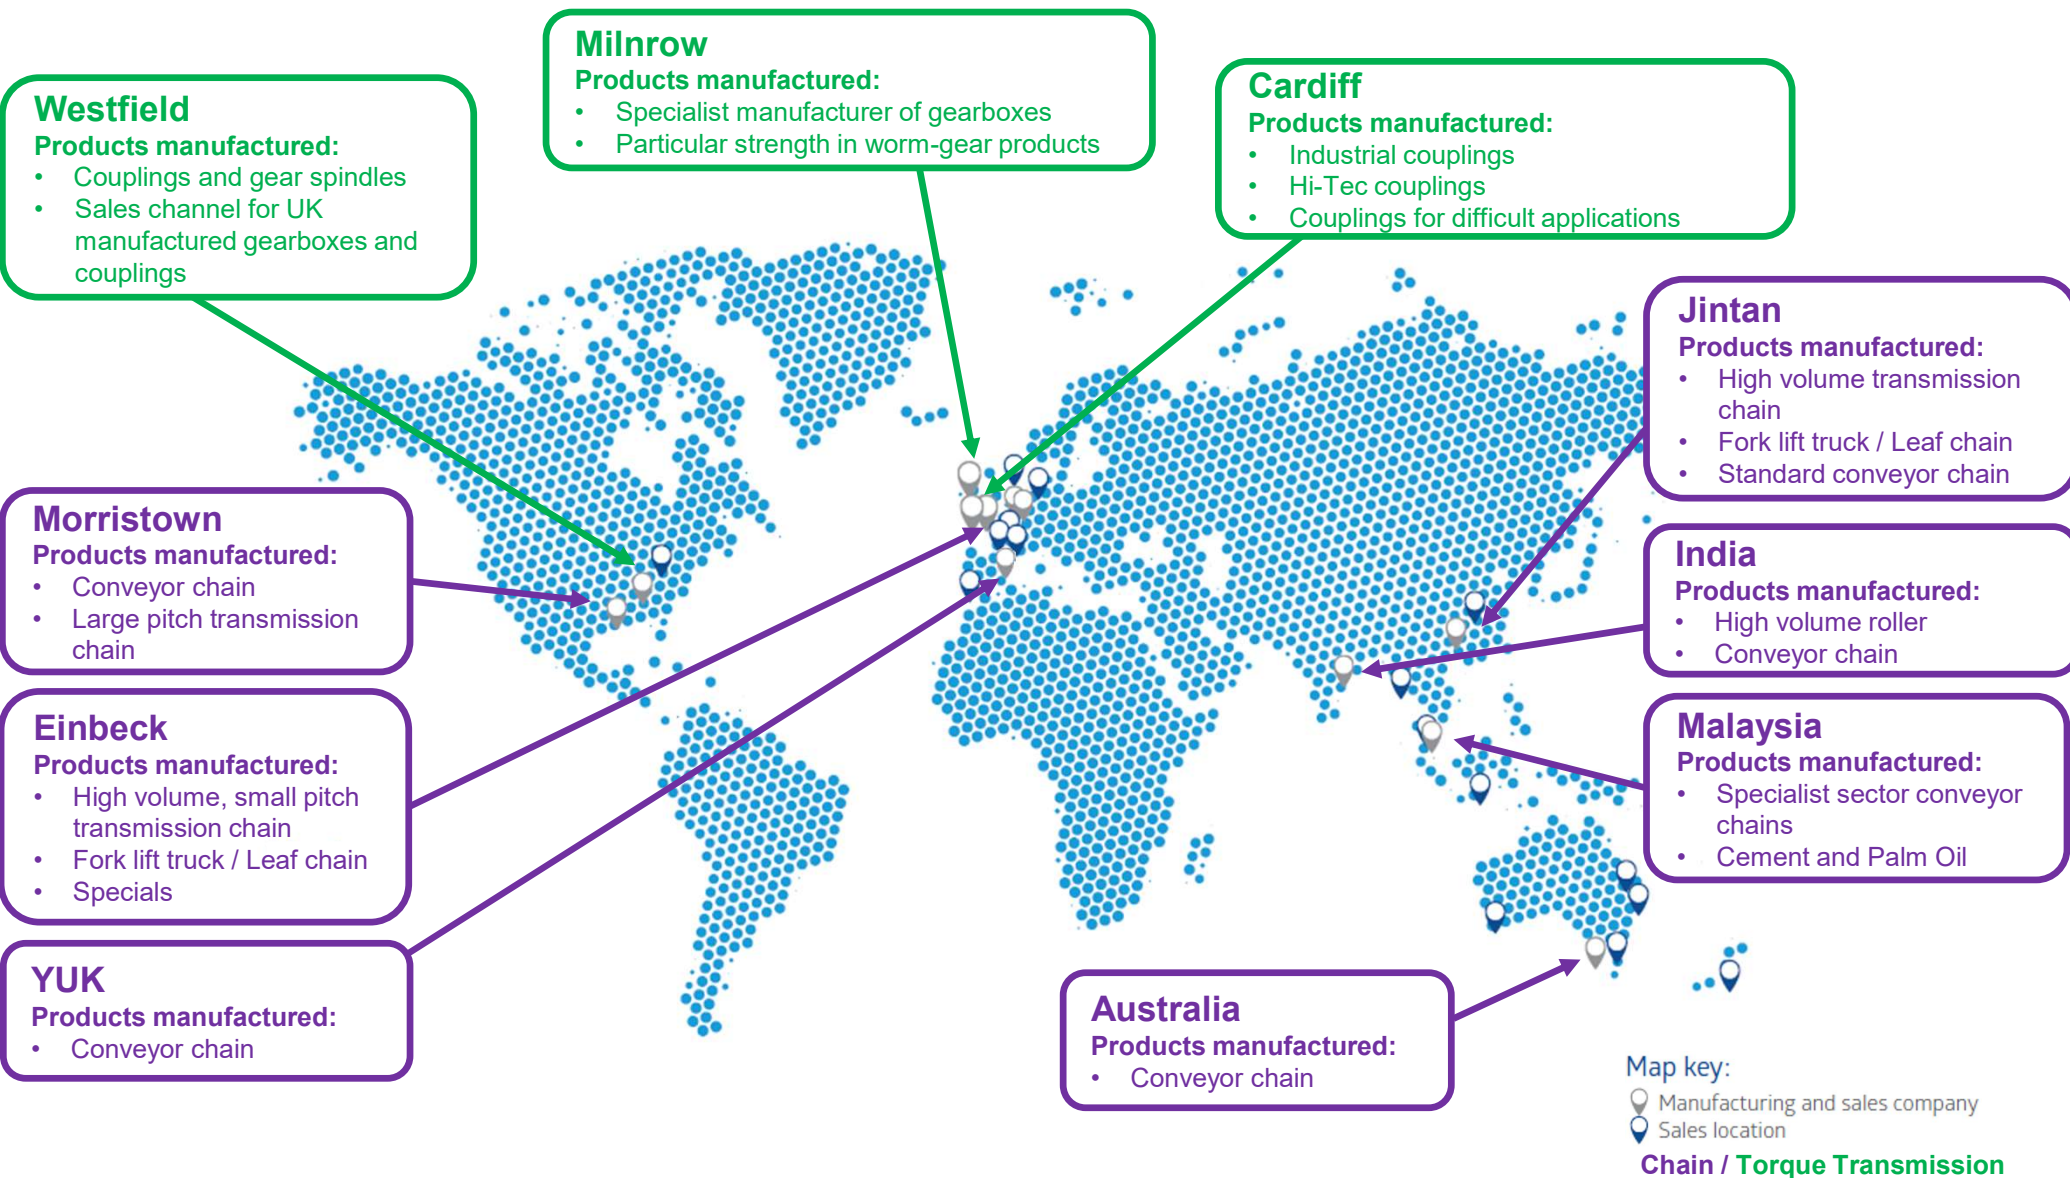 Milnrow
Products manufactured:
• Specialist manufacturer of gearboxes
• Particular strength in worm-gear products
Westfield
Products manufactured:
• Couplings and gear spindles
• Sales channel for UK
manufactured gearboxes and
couplings
Cardiff
Products manufactured:
• Industrial couplings
• Hi-Tec couplings
• Couplings for difficult applications
Jintan
Products manufactured:
• High volume transmission
chain
• Fork lift truck / Leaf chain
• Standard conveyor chain
Morristown
Products manufactured:
• Conveyor chain
• Large pitch transmission
chain
India
Products manufactured:
• High volume roller
• Conveyor chain
Einbeck
Products manufactured:
• High volume, small pitch
transmission chain
• Fork lift truck / Leaf chain
• Specials
Malaysia
Products manufactured:
• Specialist sector conveyor
chains
• Cement and Palm Oil
YUK
Products manufactured:
• Conveyor chain
Australia
Products manufactured:
• Conveyor chain
Map key:
Manufacturing and sales company
Sales location
Chain / Torque Transmission